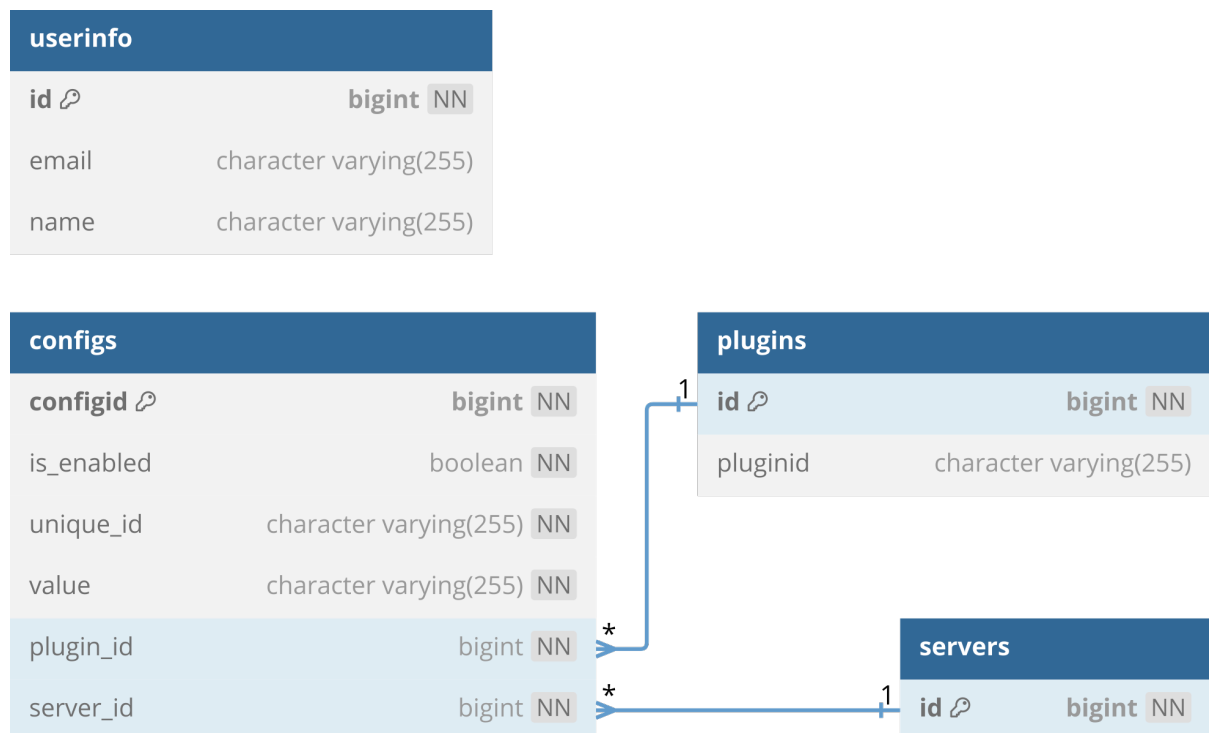 userinfo
id bigint NN
email character varying(255)
name character varying(255)
configs
configid bigint NN
is_enabled boolean NN
unique_id character varying(255) NN
value character varying(255) NN
plugin_id bigint NN *
server_id bigint NN *
plugins
1 id bigint NN
pluginid character varying(255)
servers
1 id bigint NN